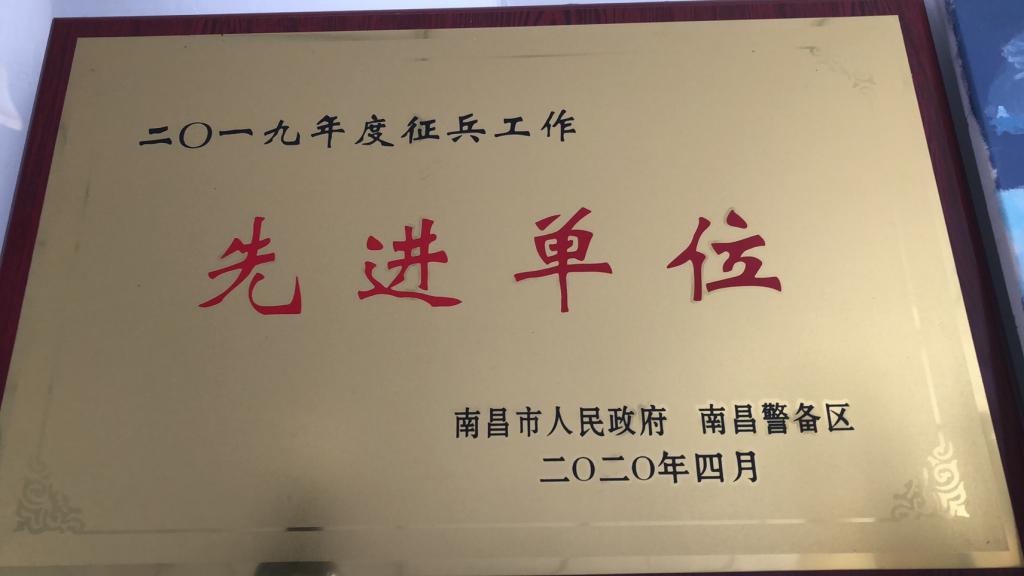 二〇一九年度征兵工作
先进单位
南昌市人民政府 南昌警备区
二〇二〇年四月